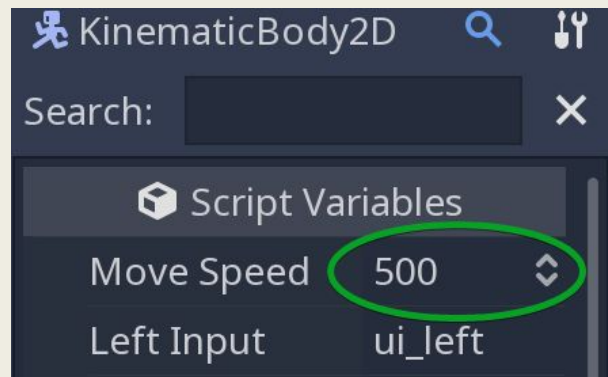 KinematicBody2D
Search:
Script Variables
Move Speed 500
Left Input ui_left